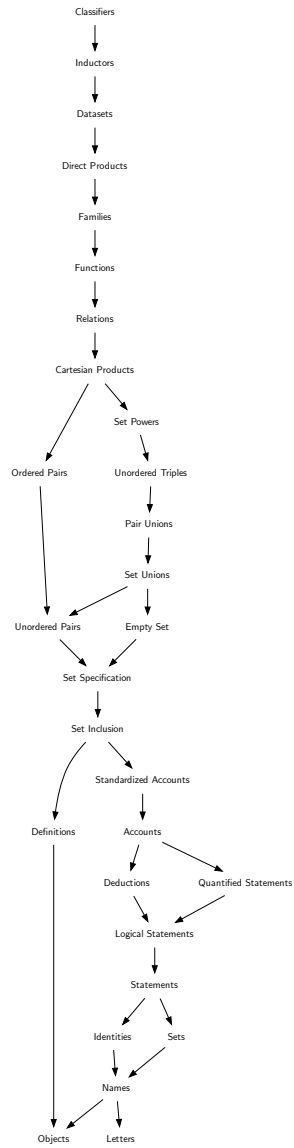 Classifiers
Inductors
Datasets
Direct Products
Families
Functions
Relations
Cartesian Products
Set Powers
Ordered Pairs
Unordered Triples
Pair Unions
Set Unions
Unordered Pairs
Empty Set
Set Specification
Set Inclusion
Standardized Accounts
Definitions
Accounts
Deductions
Quantified Statements
Logical Statements
Statements
Identities
Sets
Names
Objects
Letters